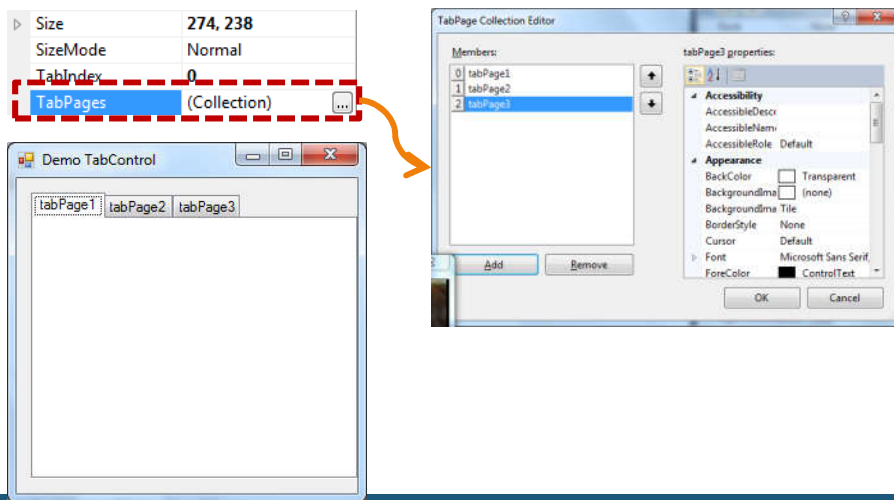 Size 274, 238
SizeMode Normal
TabIndex 0
TabPages (Collection) ...
Demo TabControl
tabPage1 tabPage2 tabPage3
TabPage Collection Editor
Members:
0 tabPage1
1 tabPage2
2 tabPage3
Add Remove
tabPage3 properties:
Accessibility
AccessibleDescr
AccessibleName
AccessibleRole Default
Appearance
BackColor Transparent
BackgroundIma (none)
BackgroundIma Tile
BorderStyle None
Cursor Default
Font Microsoft Sans Serif,
ForeColor ControlText
OK Cancel